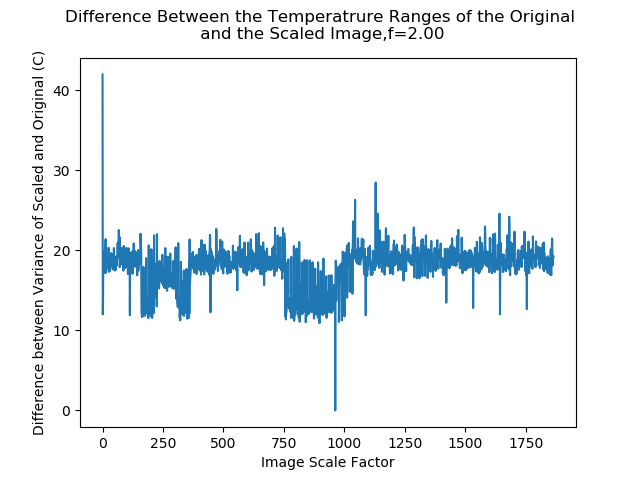 Difference Between the Temperatrure Ranges of the Original
and the Scaled Image,f=2.00
Difference between Variance of Scaled and Original (C)
40
30
20
10
0
0 250 500 750 1000 1250 1500 1750
Image Scale Factor